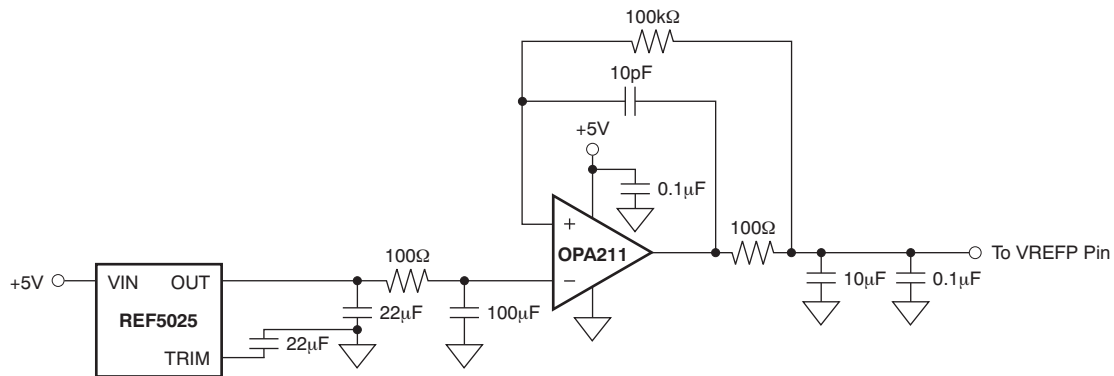 100kΩ
10pF
+5V
0.1μF
+
OPA211
−
100Ω
To VREFP Pin
10μF
0.1μF
100Ω
+5V
VIN
OUT
REF5025
TRIM
22μF
22μF
100μF